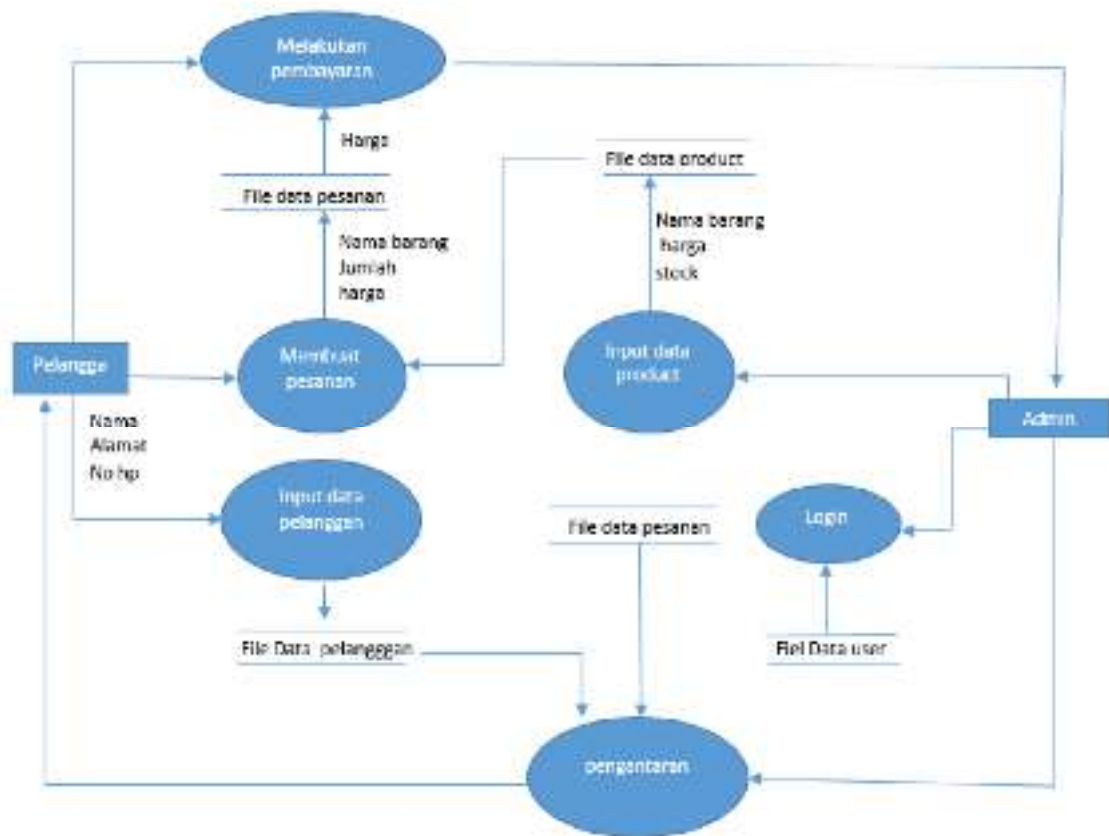 Melakukan
pembayaran
Harga
File data product
File data pesanan
Nama barang
Jumlah
harga
Nama barang
harga
stock
Membuat
pesanan
Input data
product
Pelangga
Admin
Nama
Alamat
No hp
Input data
pelanggan
File data pesanan
Login
File Data pelangggan
Fiel Data user
pengantaran